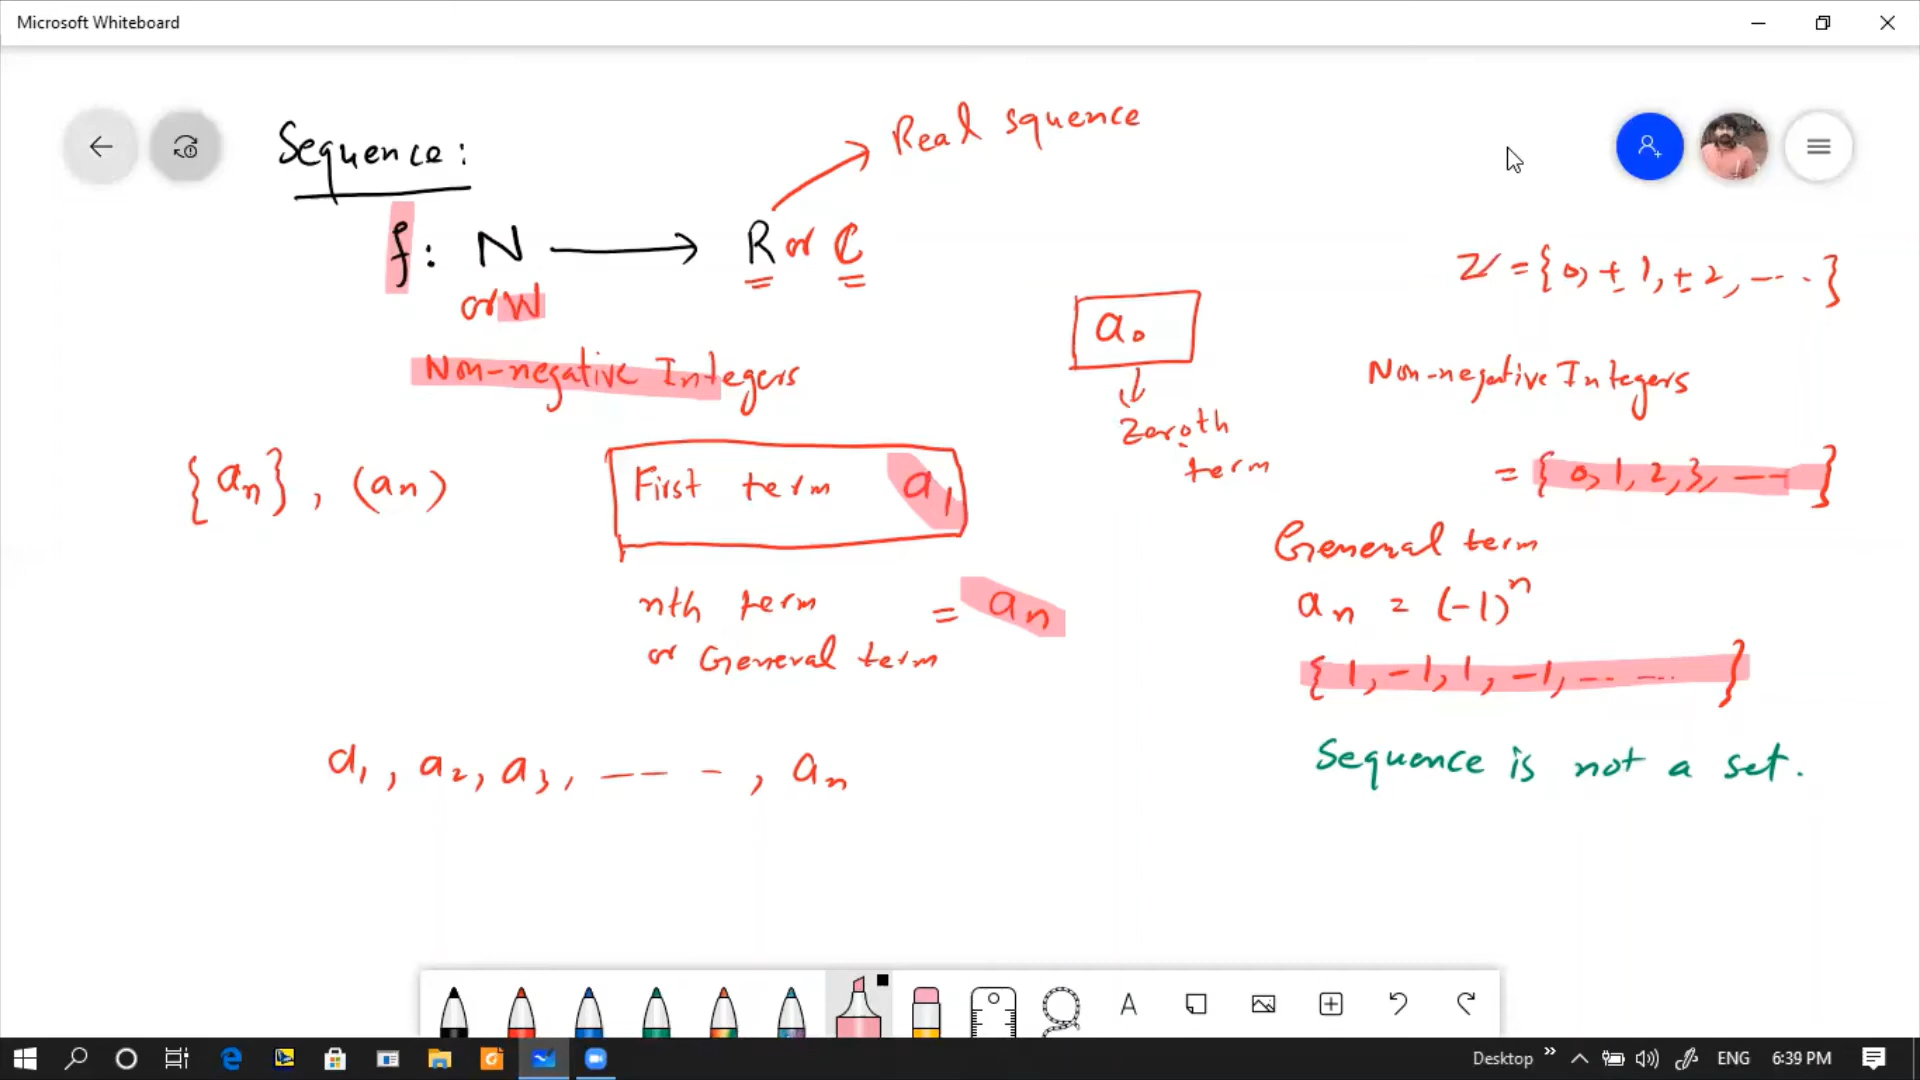 Microsoft Whiteboard
Sequence:
Real squence
f: N ⟶ R or C
or W
Non-negative Integers
{an}, (an)
First term a1
nth term = an
or General term
a1, a2, a3, --- -, an
a0
Zeroth
term
Z = {0, ±1, ±2, -- ..}
Non-negative Integers
= {0, 1, 2, 3, ---}
General term
an = (-1)^n
{1, -1, 1, -1, ... ...}
Sequence is not a set.
Desktop
ENG
6:39 PM